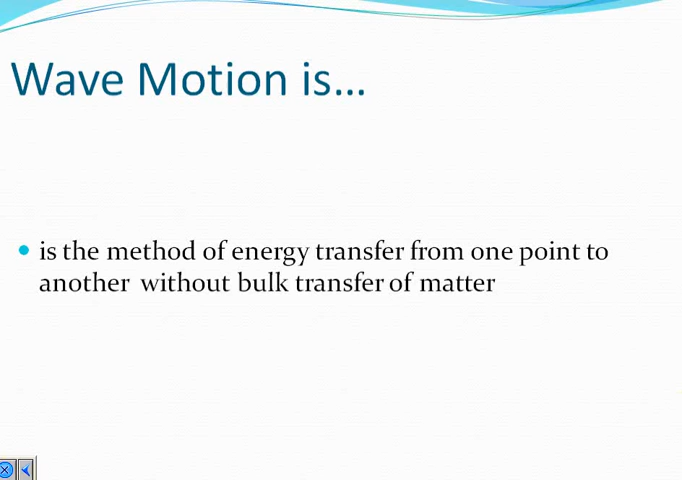 Wave Motion is...
is the method of energy transfer from one point to
another without bulk transfer of matter